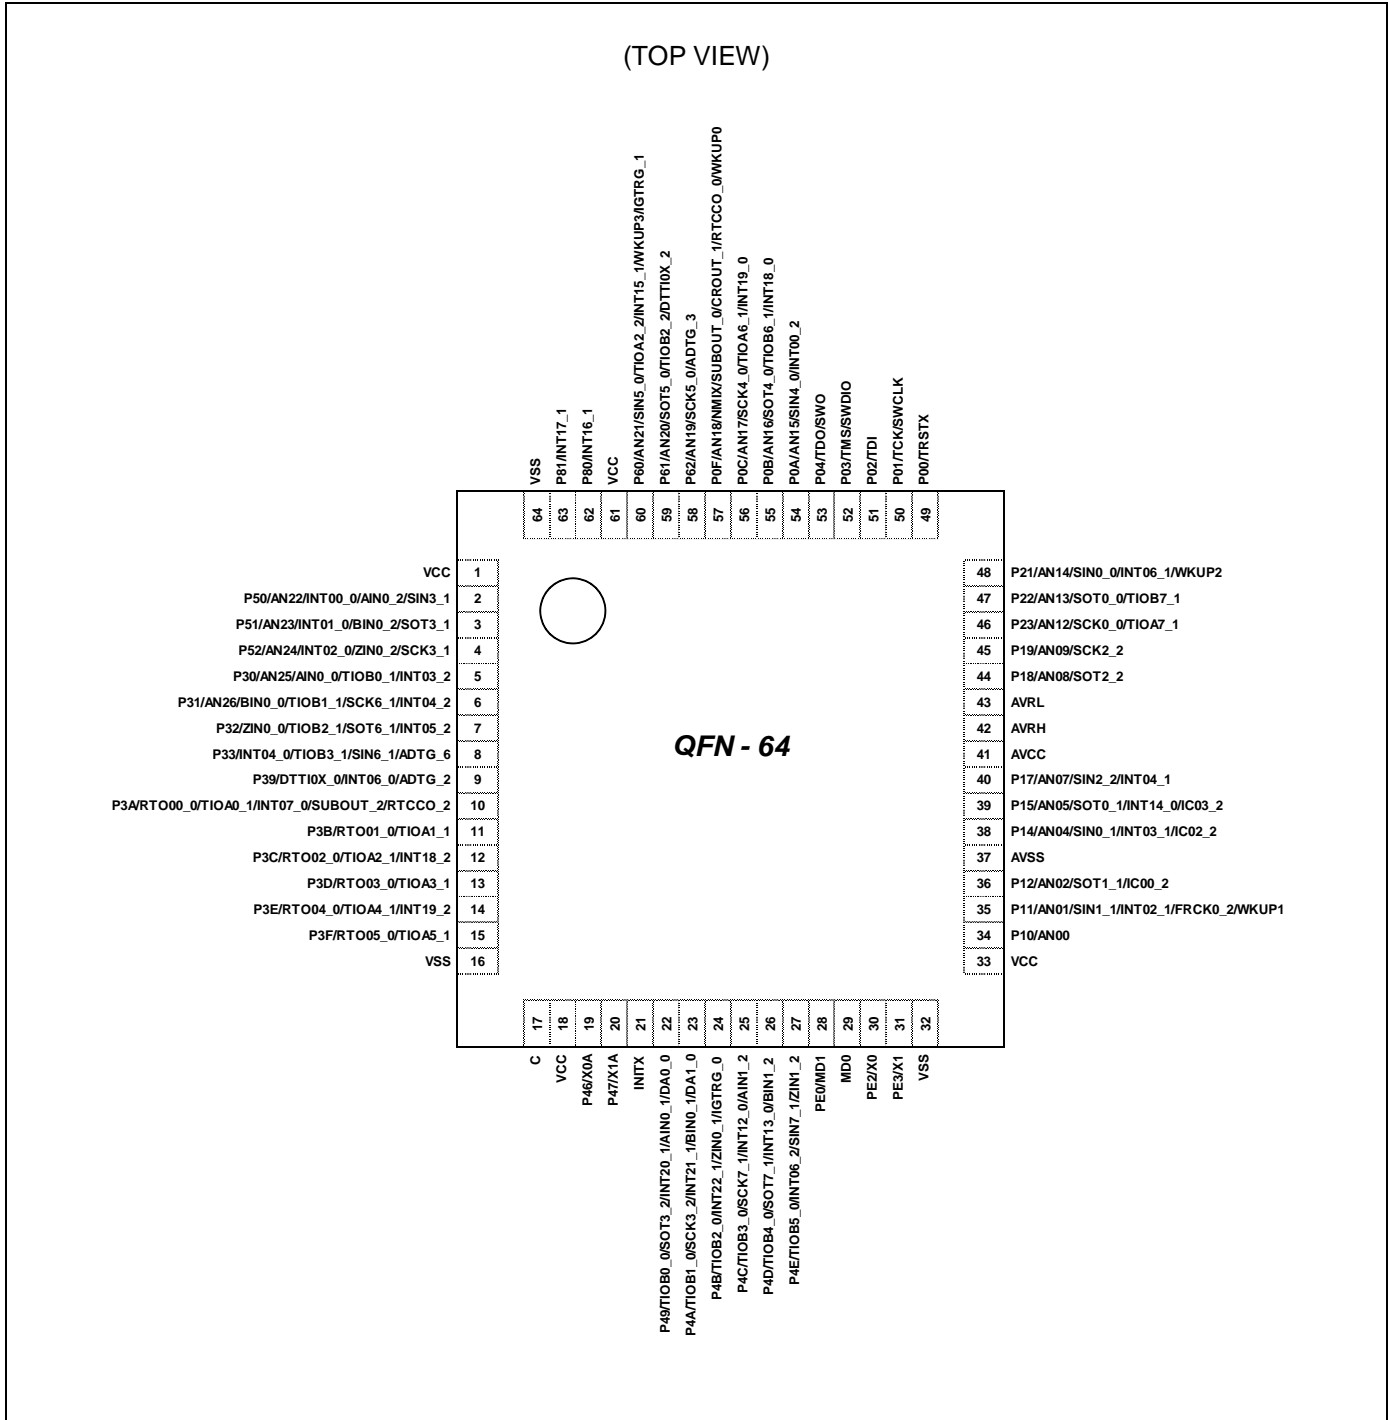 (TOP VIEW)
VSS
P81/INT17_1
P80/INT16_1
VCC
P60/AN21/SIN5_0/TIOA2_2/INT15_1/WKUP3/IGTRG_1
P61/AN20/SOT5_0/TIOB2_2/DTTI0X_2
P62/AN19/SCK5_0/ADTG_3
P0F/AN18/NMIX/SUBOUT_0/CROUT_1/RTCCO_0/WKUP0
P0C/AN17/SCK4_0/TIOA6_1/INT19_0
P0B/AN16/SOT4_0/TIOB6_1/INT18_0
P0A/AN15/SIN4_0/INT00_2
P04/TDO/SWO
P03/TMS/SWDIO
P02/TDI
P01/TCK/SWCLK
P00/TRSTX
64
63
62
61
60
59
58
57
56
55
54
53
52
51
50
49
VCC 1
P50/AN22/INT00_0/AIN0_2/SIN3_1 2
P51/AN23/INT01_0/BIN0_2/SOT3_1 3
P52/AN24/INT02_0/ZIN0_2/SCK3_1 4
P30/AN25/AIN0_0/TIOB0_1/INT03_2 5
P31/AN26/BIN0_0/TIOB1_1/SCK6_1/INT04_2 6
P32/ZIN0_0/TIOB2_1/SOT6_1/INT05_2 7
P33/INT04_0/TIOB3_1/SIN6_1/ADTG_6 8
P39/DTTI0X_0/INT06_0/ADTG_2 9
P3A/RTO00_0/TIOA0_1/INT07_0/SUBOUT_2/RTCCO_2 10
P3B/RTO01_0/TIOA1_1 11
P3C/RTO02_0/TIOA2_1/INT18_2 12
P3D/RTO03_0/TIOA3_1 13
P3E/RTO04_0/TIOA4_1/INT19_2 14
P3F/RTO05_0/TIOA5_1 15
VSS 16
QFN - 64
48 P21/AN14/SIN0_0/INT06_1/WKUP2
47 P22/AN13/SOT0_0/TIOB7_1
46 P23/AN12/SCK0_0/TIOA7_1
45 P19/AN09/SCK2_2
44 P18/AN08/SOT2_2
43 AVRL
42 AVRH
41 AVCC
40 P17/AN07/SIN2_2/INT04_1
39 P15/AN05/SOT0_1/INT14_0/IC03_2
38 P14/AN04/SIN0_1/INT03_1/IC02_2
37 AVSS
36 P12/AN02/SOT1_1/IC00_2
35 P11/AN01/SIN1_1/INT02_1/FRCK0_2/WKUP1
34 P10/AN00
33 VCC
17
18
19
20
21
22
23
24
25
26
27
28
29
30
31
32
C
VCC
P46/X0A
P47/X1A
INITX
P49/TIOB0_0/SOT3_2/INT20_1/AIN0_1/DA0_0
P4A/TIOB1_0/SCK3_2/INT21_1/BIN0_1/DA1_0
P4B/TIOB2_0/INT22_1/ZIN0_1/IGTRG_0
P4C/TIOB3_0/SCK7_1/INT12_0/AIN1_2
P4D/TIOB4_0/SOT7_1/INT13_0/BIN1_2
P4E/TIOB5_0/INT06_2/SIN7_1/ZIN1_2
PE0/MD1
MD0
PE2/X0
PE3/X1
VSS